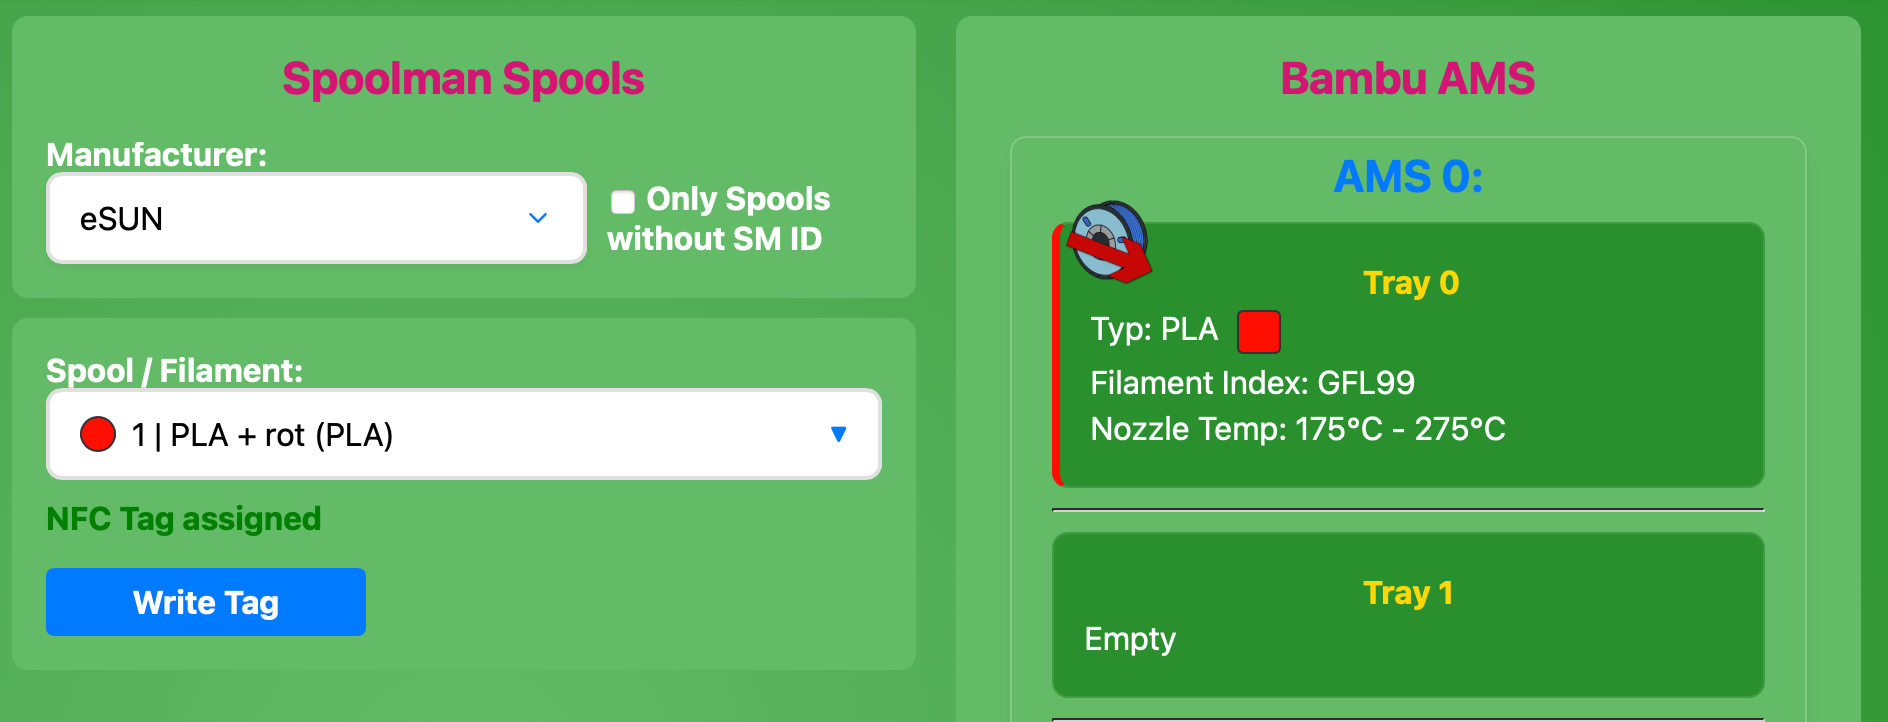 Spoolman Spools
Manufacturer:
eSUN
Only Spools
without SM ID
Spool / Filament:
1 | PLA + rot (PLA)
NFC Tag assigned
Write Tag
Bambu AMS
AMS 0:
Tray 0
Typ: PLA
Filament Index: GFL99
Nozzle Temp: 175°C - 275°C
Tray 1
Empty